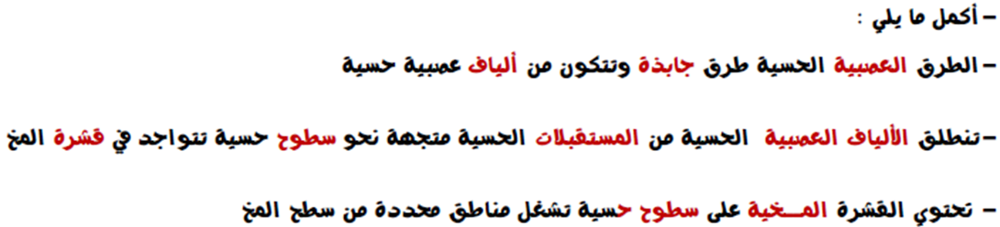 – أكمل ما يلي :
– الطرق العصبية الحسية طرق جابذة وتتكون من ألياف عصبية حسية
– تنطلق الألياف العصبية الحسية من المستقبلات الحسية متجهة نحو سطوح حسية تتواجد في قشرة المخ
– تحتوي القشرة المــخية على سطوح حسية تشغل مناطق محددة من سطح المخ